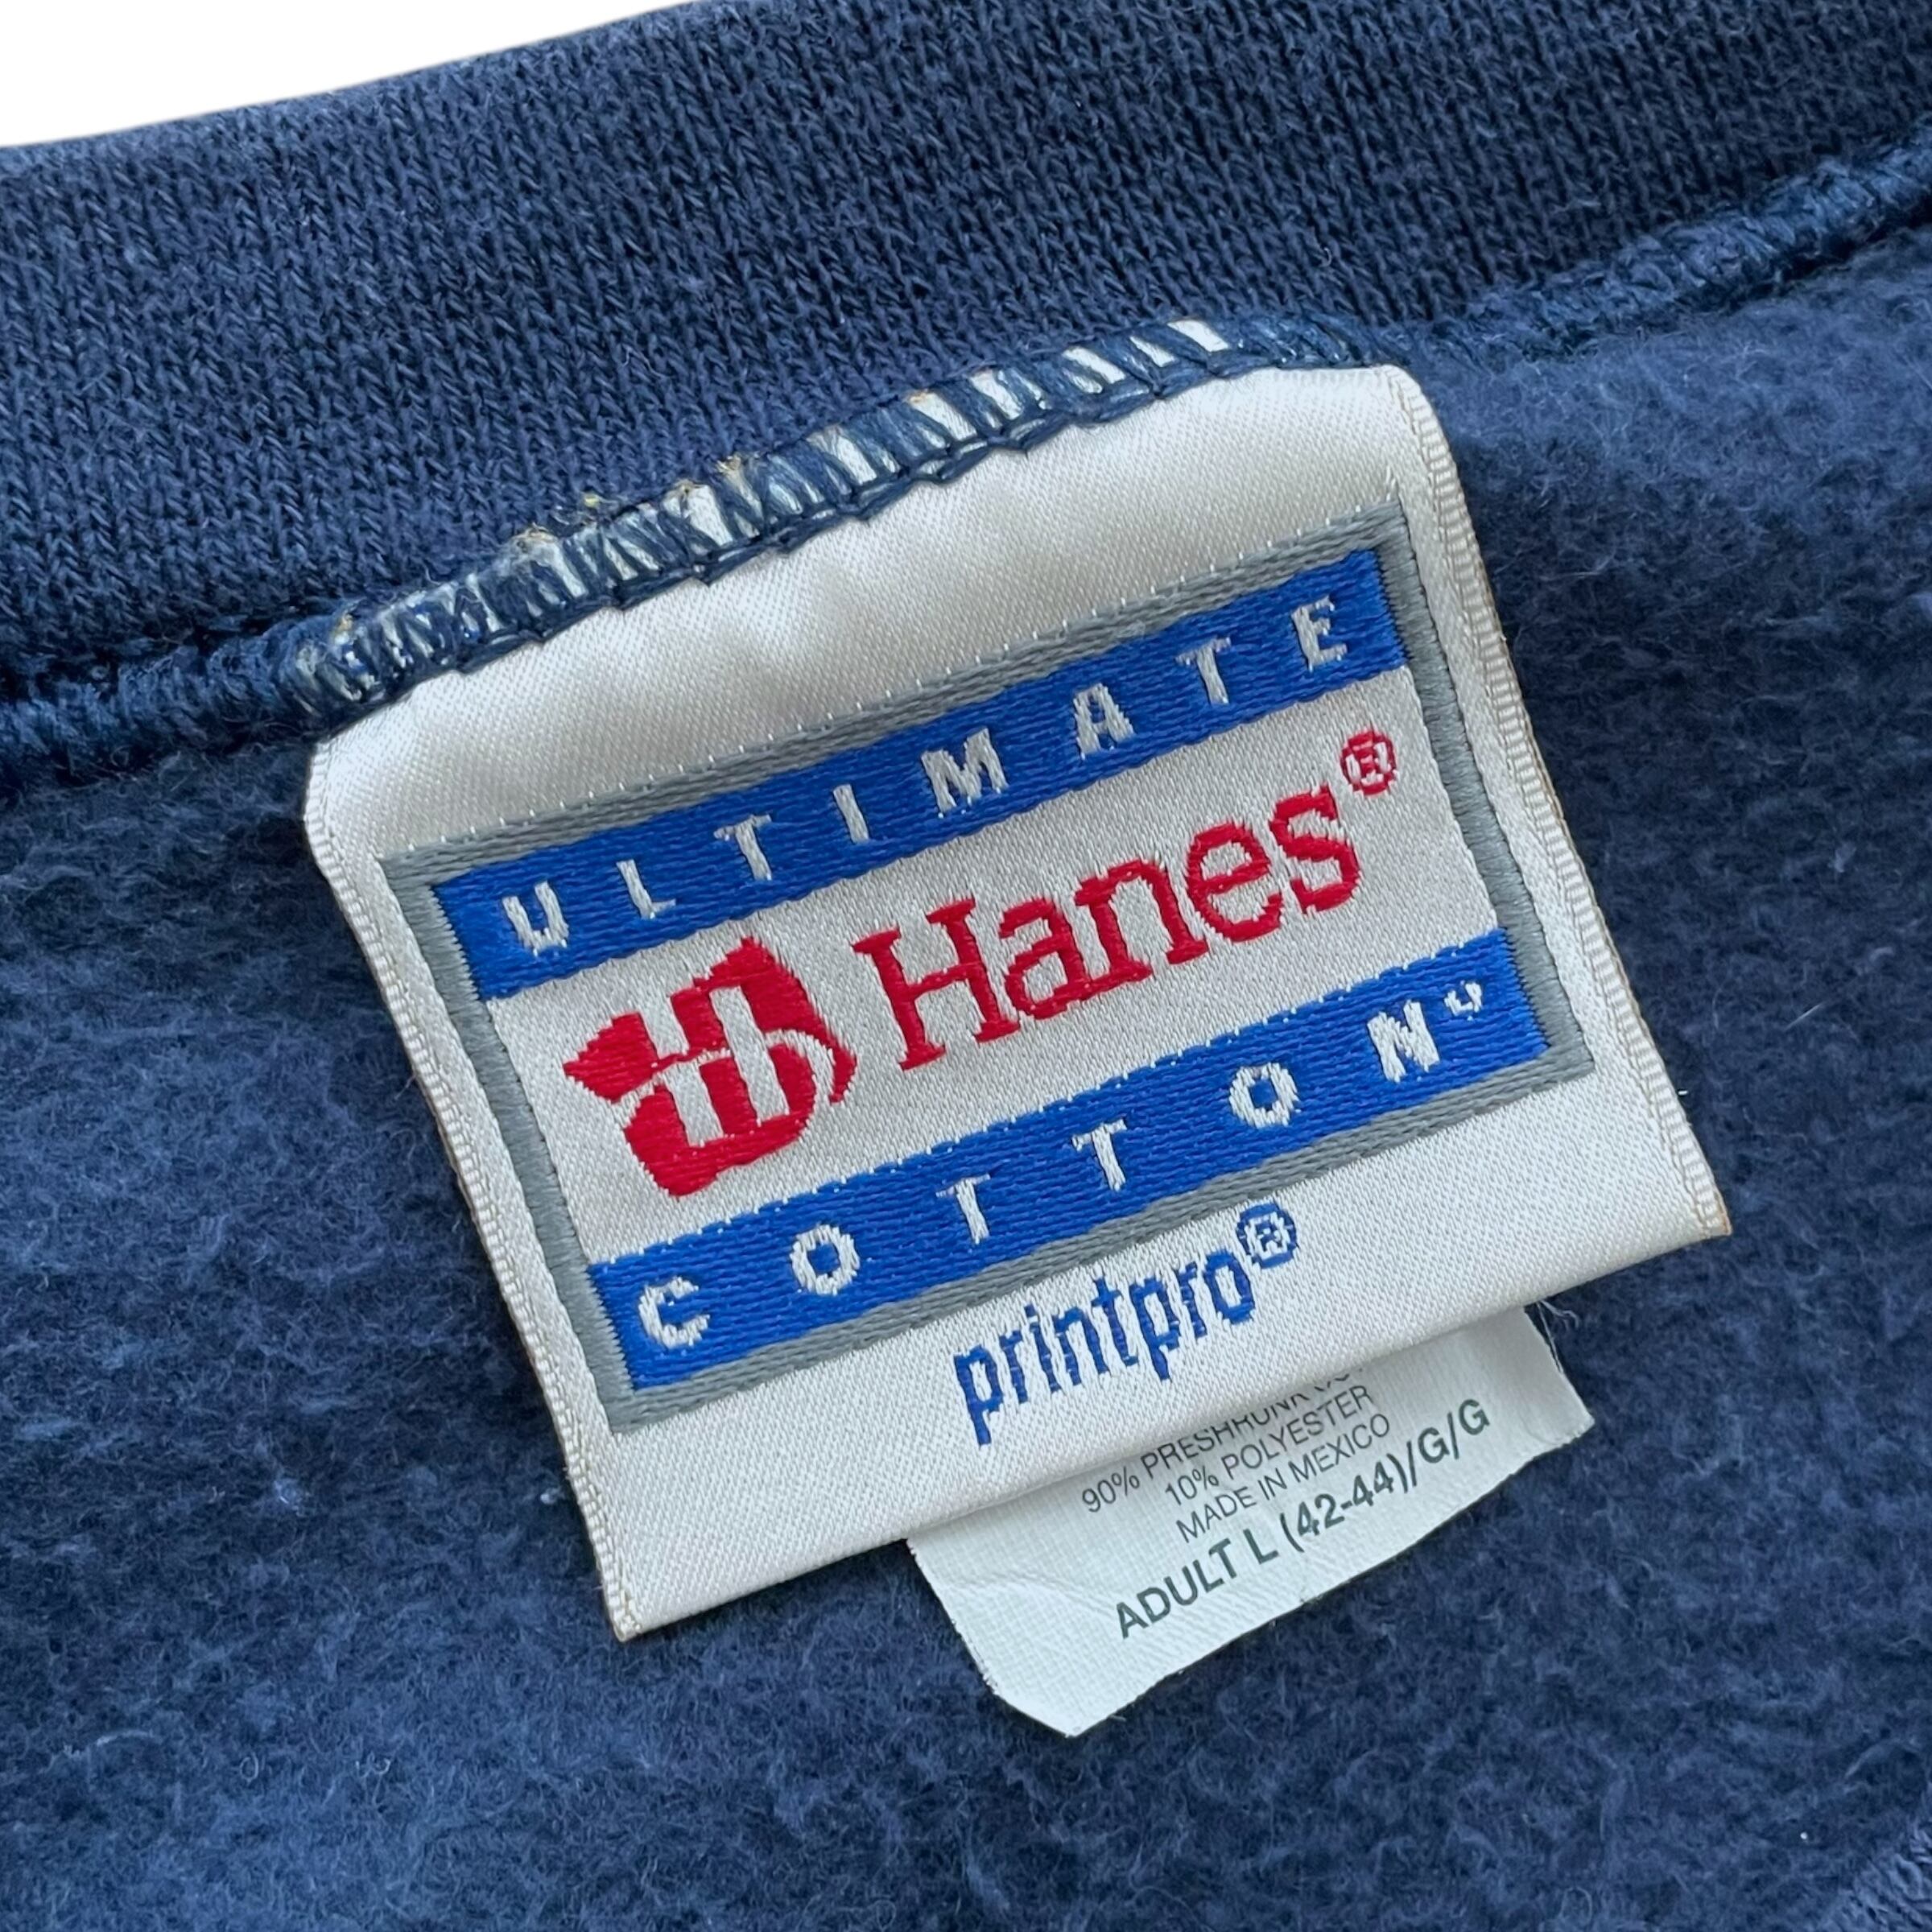 ULTIMATE
Hanes®
COTTON
printpro®
90% PRESHRUNK
10% POLYESTER
MADE IN MEXICO
ADULT L (42-44)/G/G